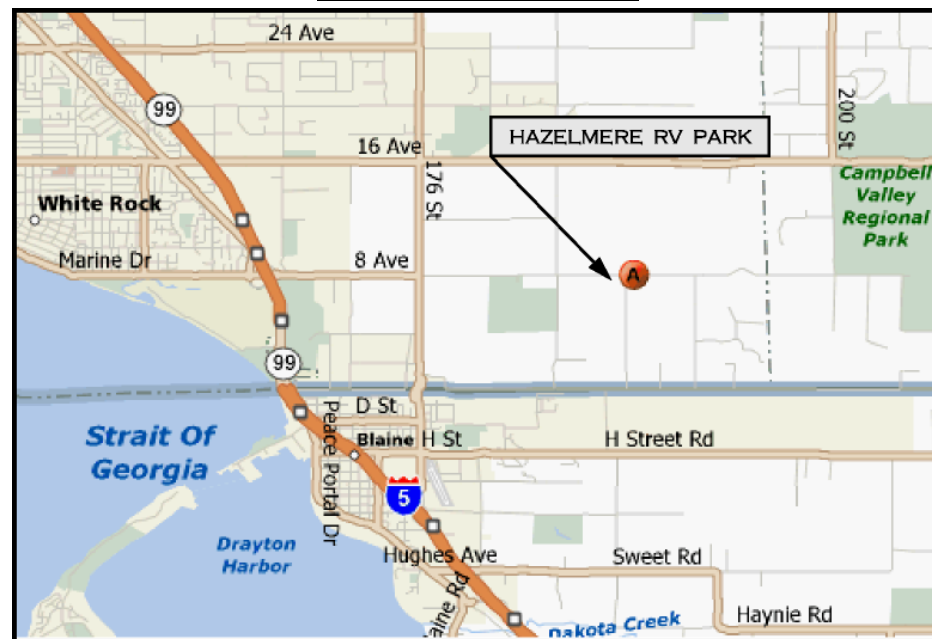 24 Ave
99
HAZELMERE RV PARK
200 St
16 Ave
176 St
Campbell
Valley
Regional
Park
White Rock
Marine Dr
8 Ave
A
99
D St
Peace Portal Dr
Blaine
H St
H Street Rd
Strait Of
Georgia
5
Drayton
Harbor
Hughes Ave
Sweet Rd
Haynie Rd
Dakota Creek